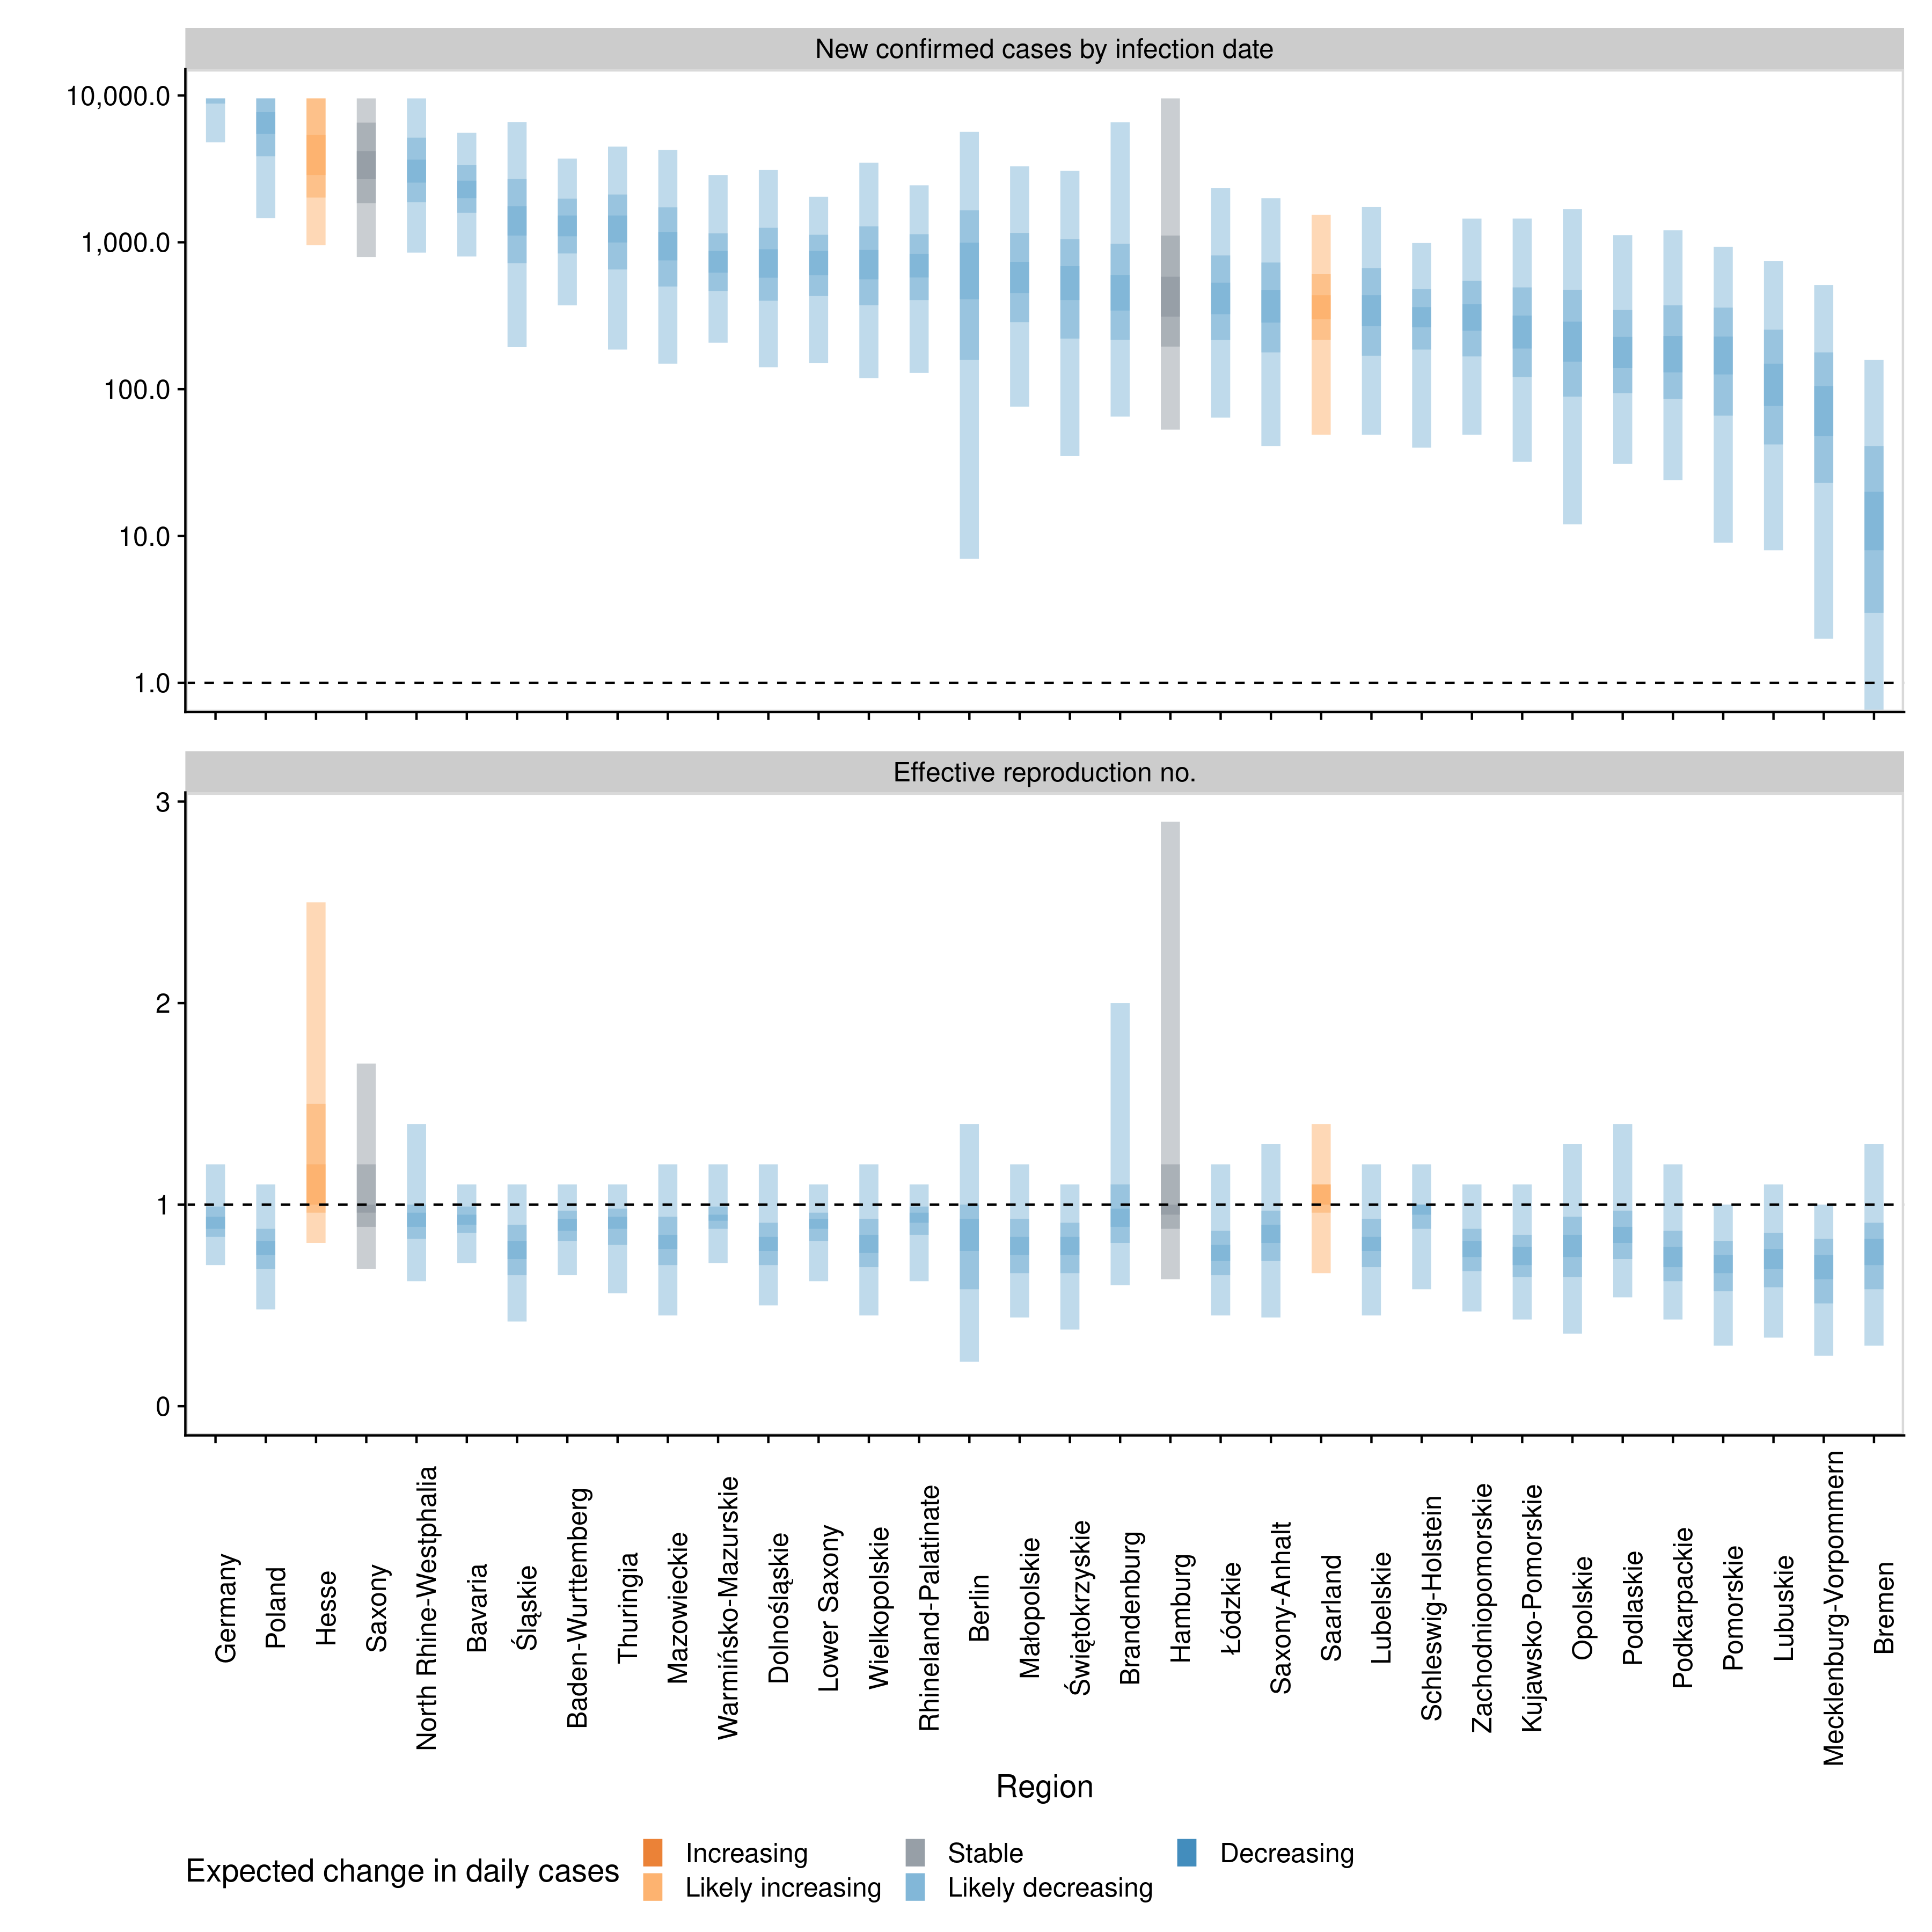 New confirmed cases by infection date
10,000.0
1,000.0
100.0
10.0
1.0
Effective reproduction no.
3
2
1
0
Germany
Poland
Hesse
Saxony
North Rhine-Westphalia
Bavaria
Śląskie
Baden-Wurttemberg
Thuringia
Mazowieckie
Warmińsko-Mazurskie
Dolnośląskie
Lower Saxony
Wielkopolskie
Rhineland-Palatinate
Berlin
Małopolskie
Świętokrzyskie
Brandenburg
Hamburg
Łódzkie
Saxony-Anhalt
Saarland
Lubelskie
Schleswig-Holstein
Zachodniopomorskie
Kujawsko-Pomorskie
Opolskie
Podlaskie
Podkarpackie
Pomorskie
Lubuskie
Mecklenburg-Vorpommern
Bremen
Region
Expected change in daily cases
Increasing
Stable
Decreasing
Likely increasing
Likely decreasing